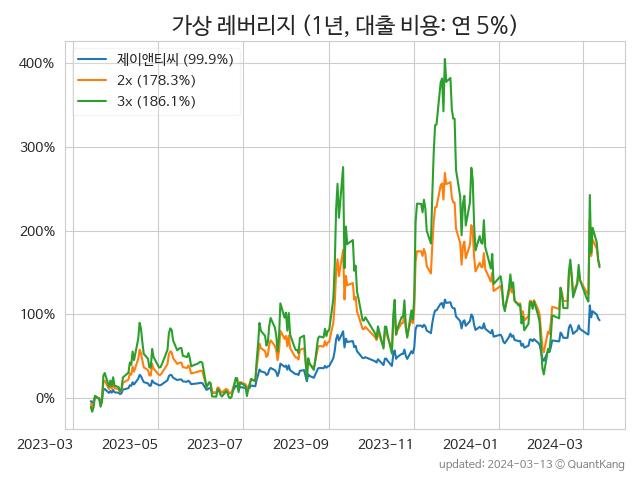 가상 레버리지 (1년, 대출 비용: 연 5%)
제이앤티씨 (99.9%)
2x (178.3%)
3x (186.1%)
400%
300%
200%
100%
0%
2023-03 2023-05 2023-07 2023-09 2023-11 2024-01 2024-03
updated: 2024-03-13 © QuantKang